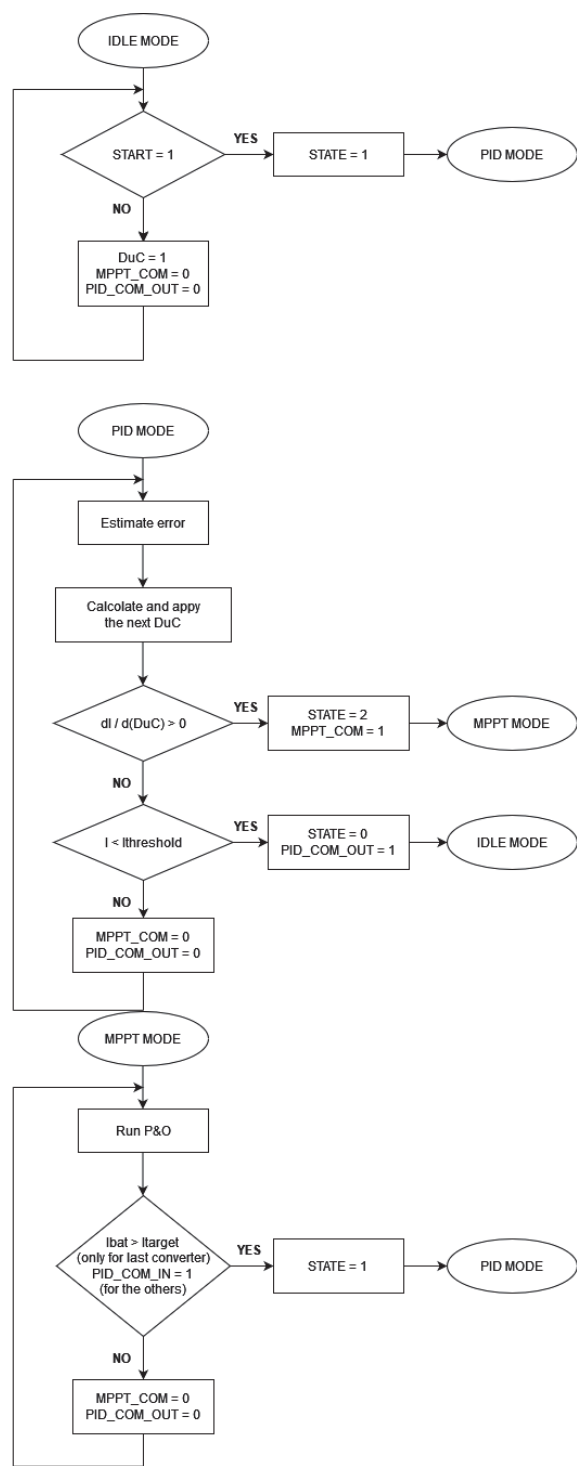 IDLE MODE
START = 1
YES
STATE = 1
PID MODE
NO
DuC = 1
MPPT_COM = 0
PID_COM_OUT = 0
PID MODE
Estimate error
Calcolate and appy
the next DuC
dI / d(DuC) > 0
YES
STATE = 2
MPPT_COM = 1
MPPT MODE
NO
I < Ithreshold
YES
STATE = 0
PID_COM_OUT = 1
IDLE MODE
NO
MPPT_COM = 0
PID_COM_OUT = 0
MPPT MODE
Run P&O
Ibat > Itarget
(only for last converter)
PID_COM_IN = 1
(for the others)
YES
STATE = 1
PID MODE
NO
MPPT_COM = 0
PID_COM_OUT = 0